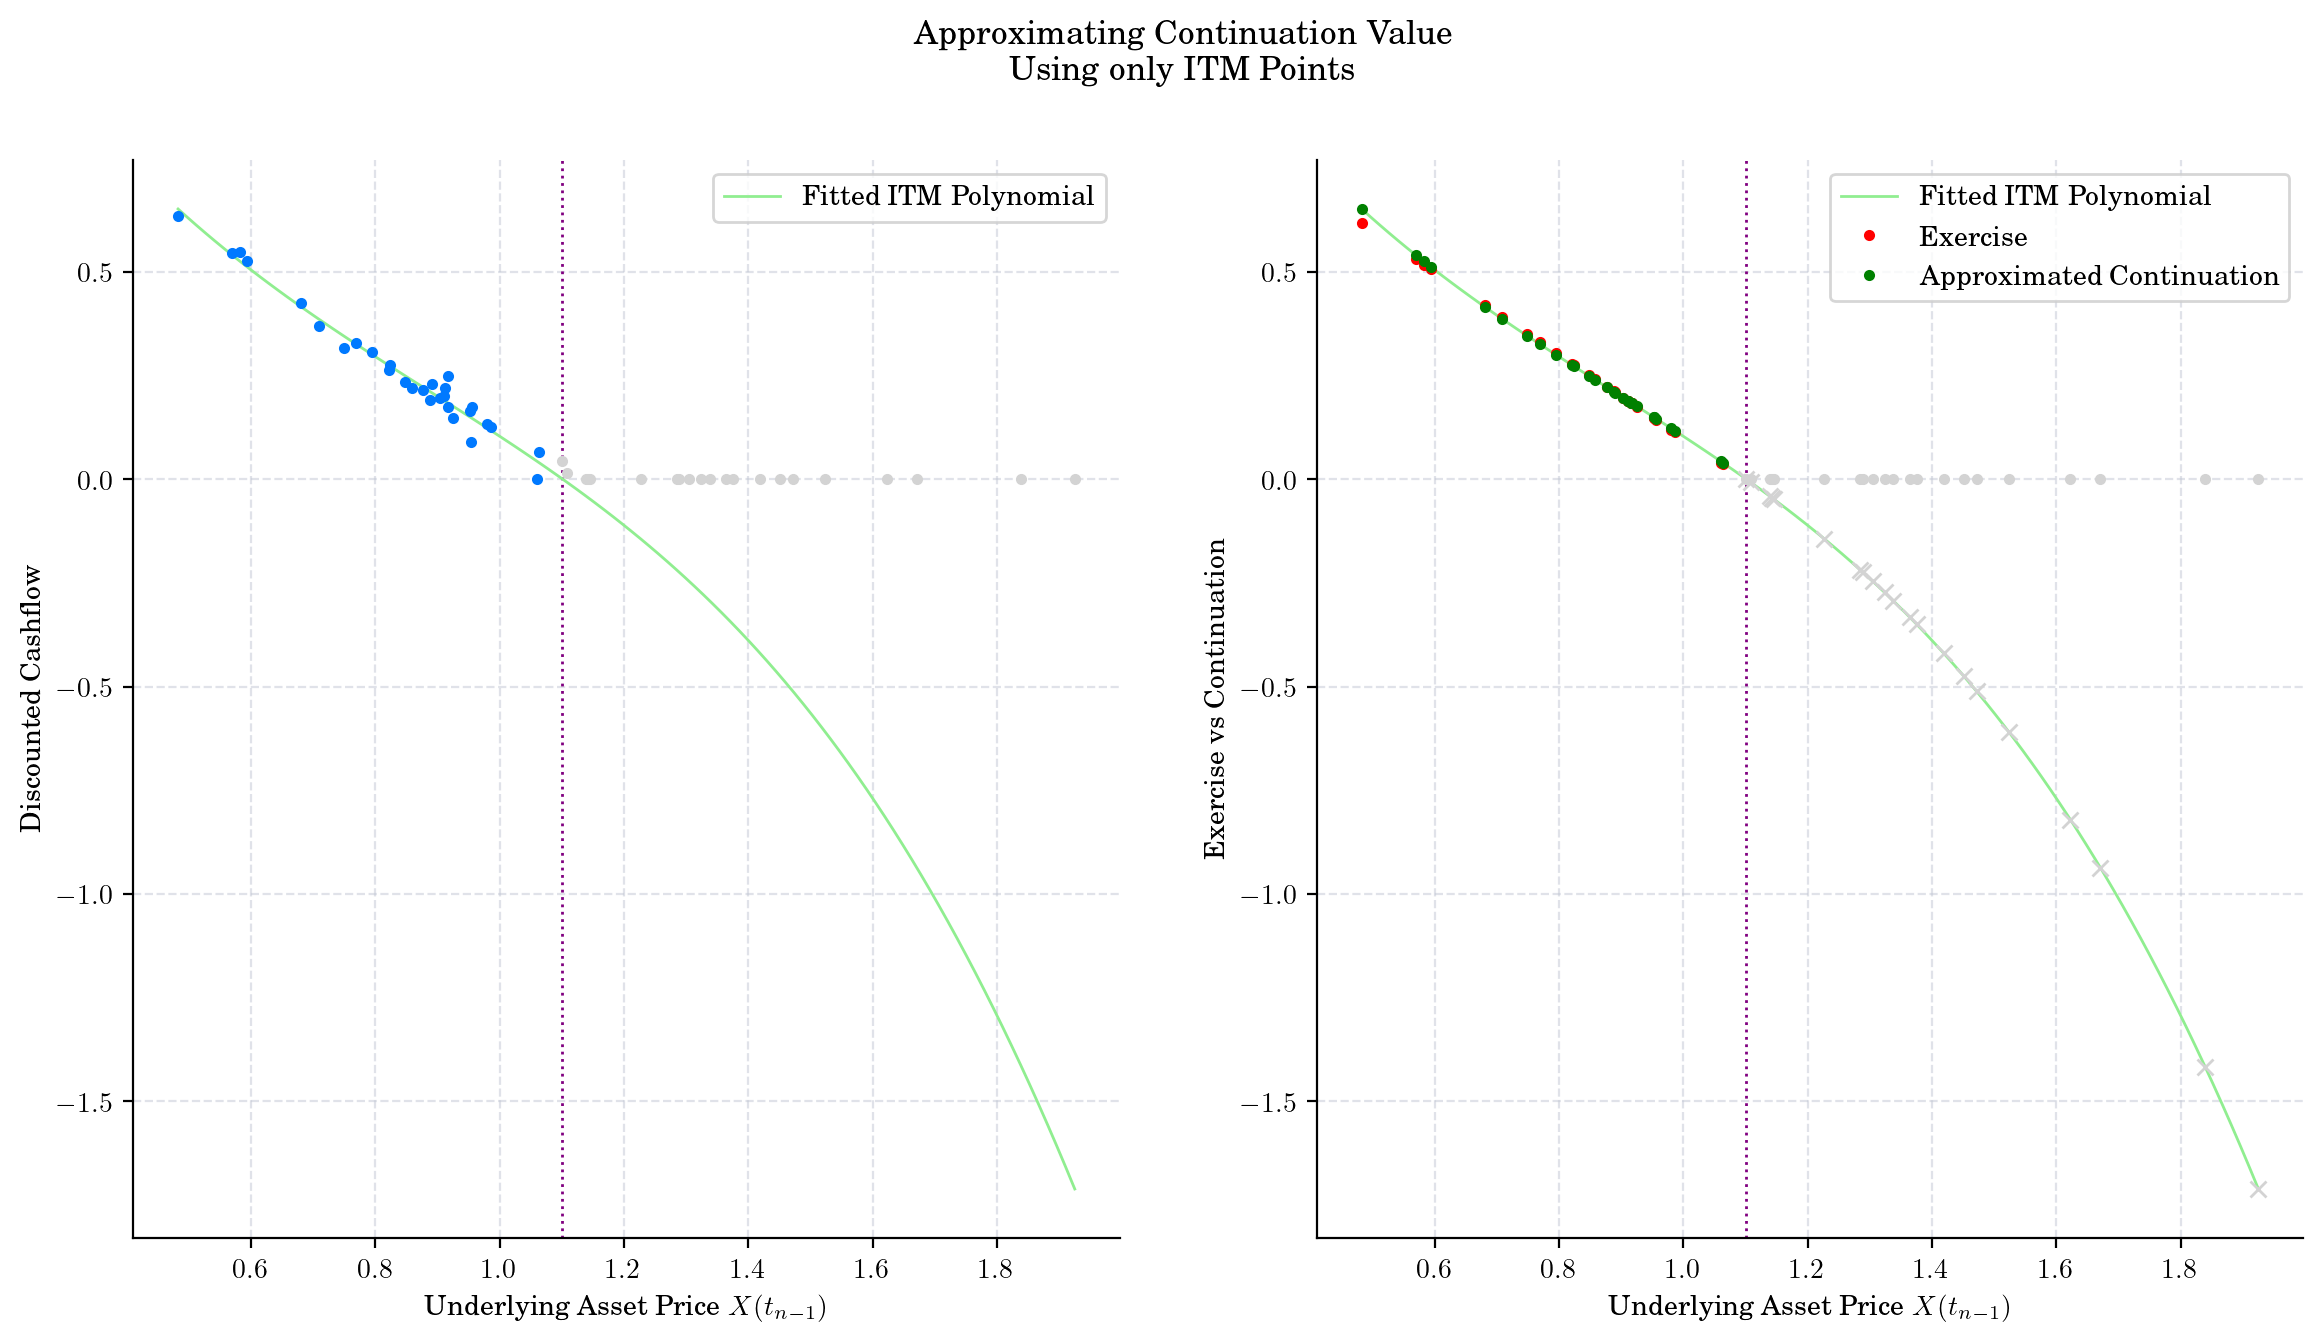 Approximating Continuation Value
Using only ITM Points
Fitted ITM Polynomial
0.5
0.0
−0.5
−1.0
−1.5
Discounted Cashflow
0.6 0.8 1.0 1.2 1.4 1.6 1.8
Underlying Asset Price X(tₙ₋₁)
Fitted ITM Polynomial
Exercise
Approximated Continuation
0.5
0.0
−0.5
−1.0
−1.5
Exercise vs Continuation
0.6 0.8 1.0 1.2 1.4 1.6 1.8
Underlying Asset Price X(tₙ₋₁)